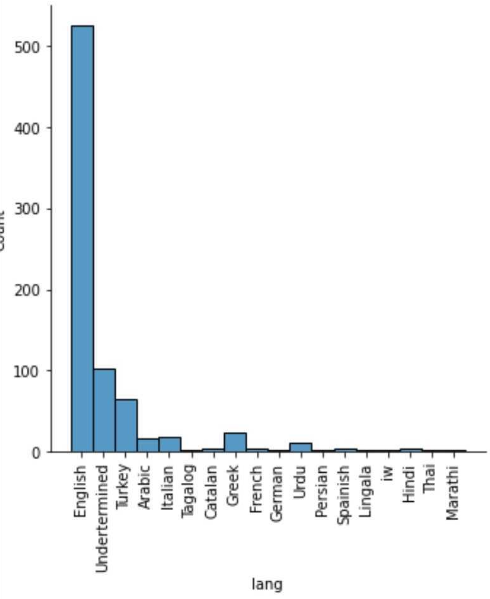 500
400
300
200
100
0
Count
English
Undertermined
Turkey
Arabic
Italian
Tagalog
Catalan
Greek
French
German
Urdu
Persian
Spainish
Lingala
iw
Hindi
Thai
Marathi
lang